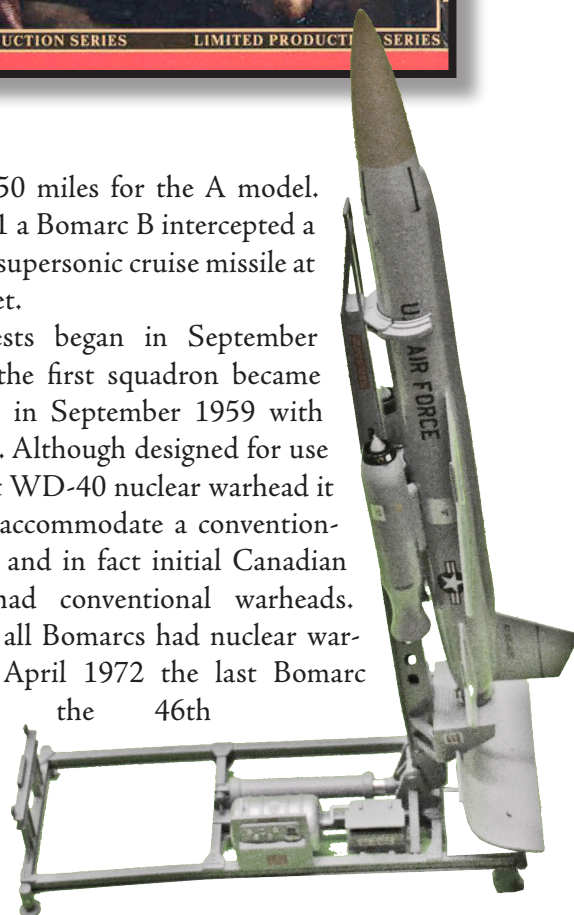 UCTION SERIES LIMITED PRODUCT SERIES
50 miles for the A model.
1 a Bomarc B intercepted a
supersonic cruise missile at
et.
ests began in September
the first squadron became
in September 1959 with
. Although designed for use
t WD-40 nuclear warhead it
accommodate a convention-
and in fact initial Canadian
had conventional warheads.
all Bomarcs had nuclear war-
April 1972 the last Bomarc
the 46th
U AIR FORCE